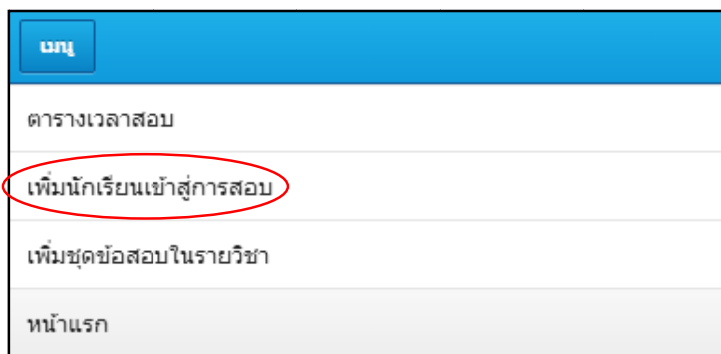 เมนู
ตารางเวลาสอบ
เพิ่มนักเรียนเข้าสู่การสอบ
เพิ่มชุดข้อสอบในรายวิชา
หน้าแรก